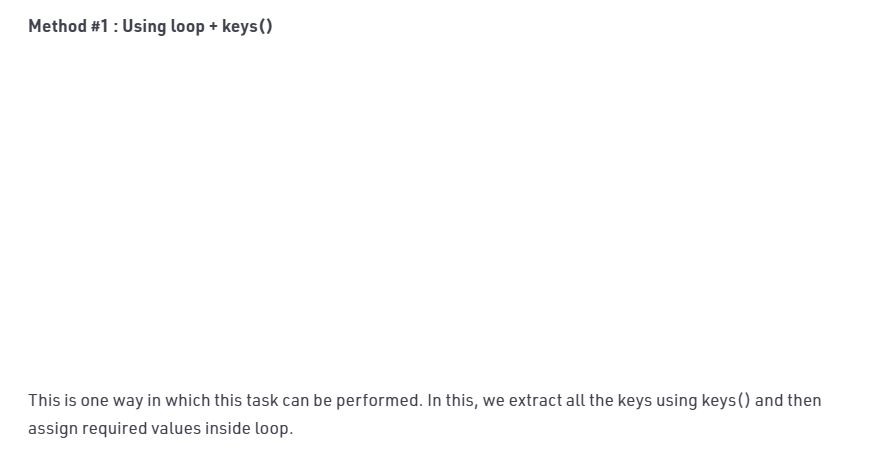 Method #1 : Using loop + keys()
This is one way in which this task can be performed. In this, we extract all the keys using keys() and then
assign required values inside loop.